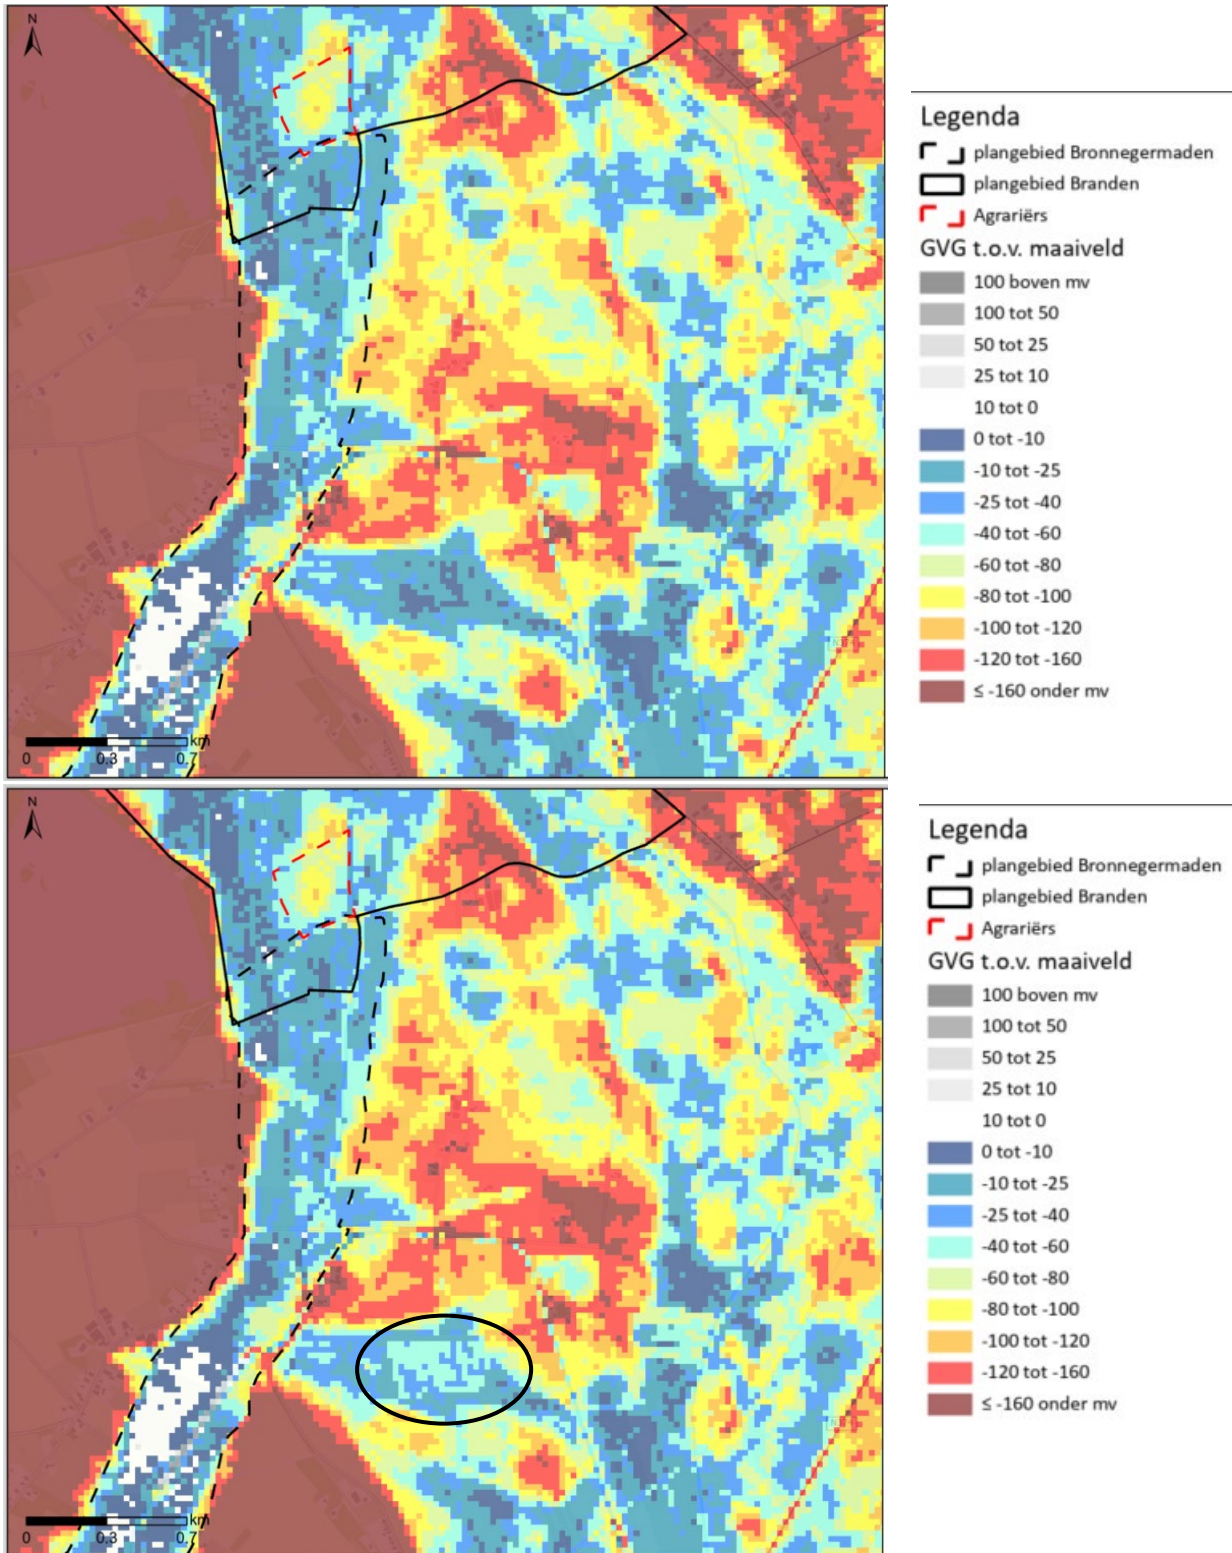 N
km
0
0.3
0.7
Legenda
plangebied Bronnegermaden
plangebied Branden
Agrariërs
GVG t.o.v. maaiveld
100 boven mv
100 tot 50
50 tot 25
25 tot 10
10 tot 0
0 tot -10
-10 tot -25
-25 tot -40
-40 tot -60
-60 tot -80
-80 tot -100
-100 tot -120
-120 tot -160
≤ -160 onder mv
N
km
0
0.3
0.7
Legenda
plangebied Bronnegermaden
plangebied Branden
Agrariërs
GVG t.o.v. maaiveld
100 boven mv
100 tot 50
50 tot 25
25 tot 10
10 tot 0
0 tot -10
-10 tot -25
-25 tot -40
-40 tot -60
-60 tot -80
-80 tot -100
-100 tot -120
-120 tot -160
≤ -160 onder mv